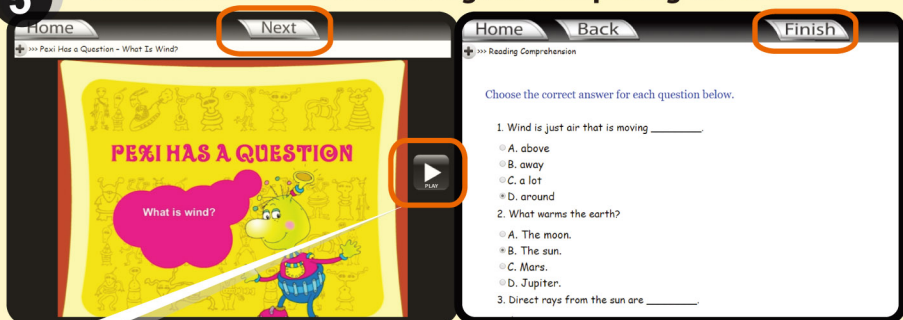 Home
Next
>>> Pexi Has a Question - What Is Wind?
PEXI HAS A QUESTION
What is wind?
PLAY
Home
Back
Finish
>>> Reading Comprehension
Choose the correct answer for each question below.
1. Wind is just air that is moving ________.
A. above
B. away
C. a lot
D. around
2. What warms the earth?
A. The moon.
B. The sun.
C. Mars.
D. Jupiter.
3. Direct rays from the sun are ________.